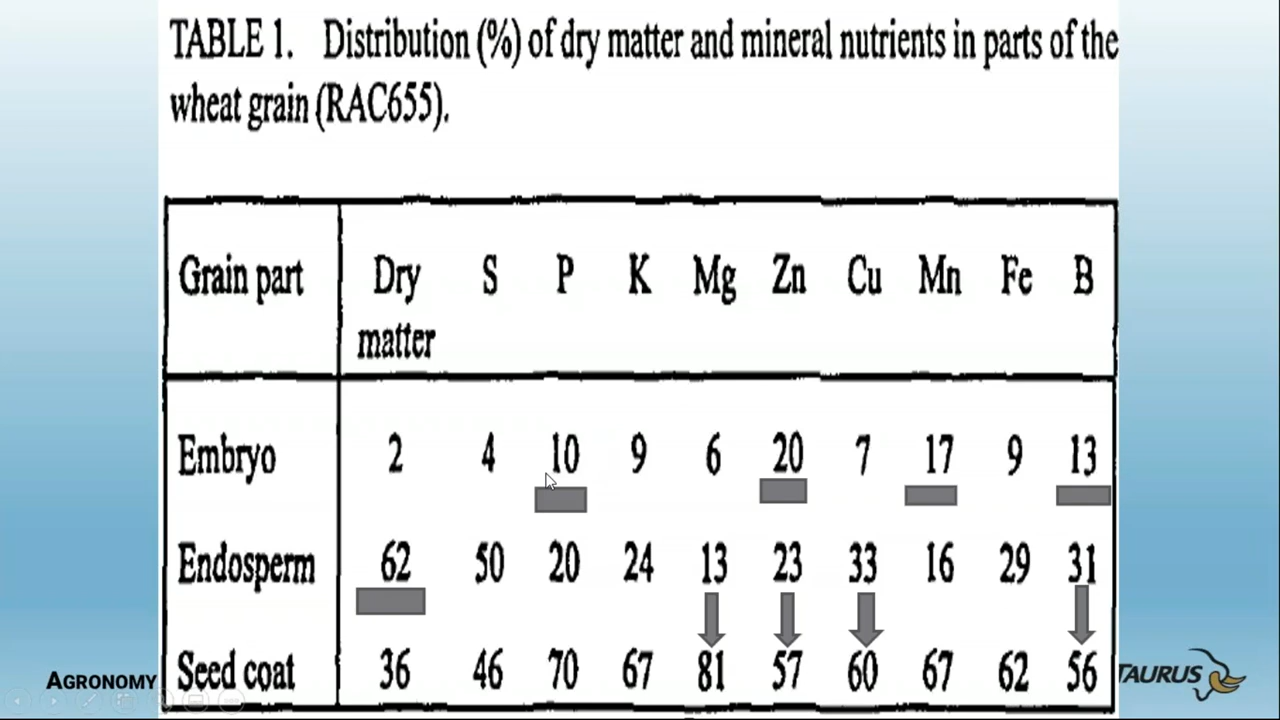 TABLE 1. Distribution (%) of dry matter and mineral nutrients in parts of the
wheat grain (RAC655).
Grain part Dry matter S P K Mg Zn Cu Mn Fe B
Embryo 2 4 10 9 6 20 7 17 9 13
Endosperm 62 50 20 24 13 23 33 16 29 31
Seed coat 36 46 70 67 81 57 60 67 62 56
AGRONOMY
TAURUS